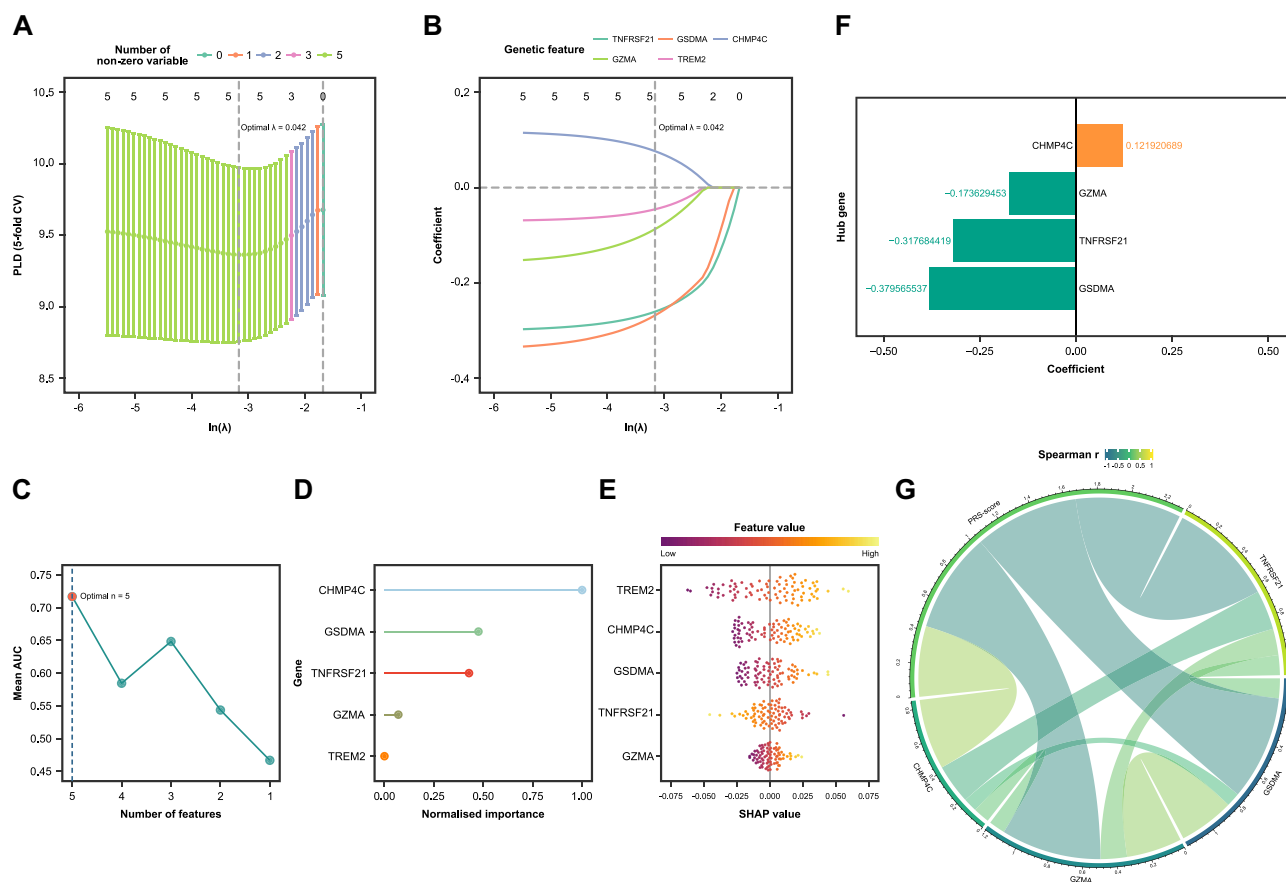 A
Number of
non-zero variable
0 1 2 3 5
10,5
10.0
9.5
9.0
8.5
5 5 5 5 5 5 3 0
Optimal λ = 0.042
PLD (5-fold CV)
-6 -5 -4 -3 -2 -1
ln(λ)
B
Genetic feature
TNFRSF21 GSDMA CHMP4C
GZMA TREM2
0,2
0.0
-0.2
-0.4
5 5 5 5 5 5 2 0
Optimal λ = 0.042
Coefficient
-6 -5 -4 -3 -2 -1
ln(λ)
F
Hub gene
CHMP4C 0.121920689
−0.173629453 GZMA
−0.317684419 TNFRSF21
−0.379565537 GSDMA
−0.50 −0.25 0.00 0.25 0.50
Coefficient
C
0.75
0.70
0.65
0.60
0.55
0.50
0.45
Optimal n = 5
Mean AUC
5 4 3 2 1
Number of features
D
Gene
CHMP4C
GSDMA
TNFRSF21
GZMA
TREM2
0.00 0.25 0.50 0.75 1.00
Normalised importance
E
Feature value
Low High
TREM2
CHMP4C
GSDMA
TNFRSF21
GZMA
-0.075 -0.050 -0.025 0.000 0.025 0.050 0.075
SHAP value
Spearman r
-1 -0.5 0 0.5 1
G
PRS-score
TNFRSF21
GSDMA
GZMA
CHMP4C